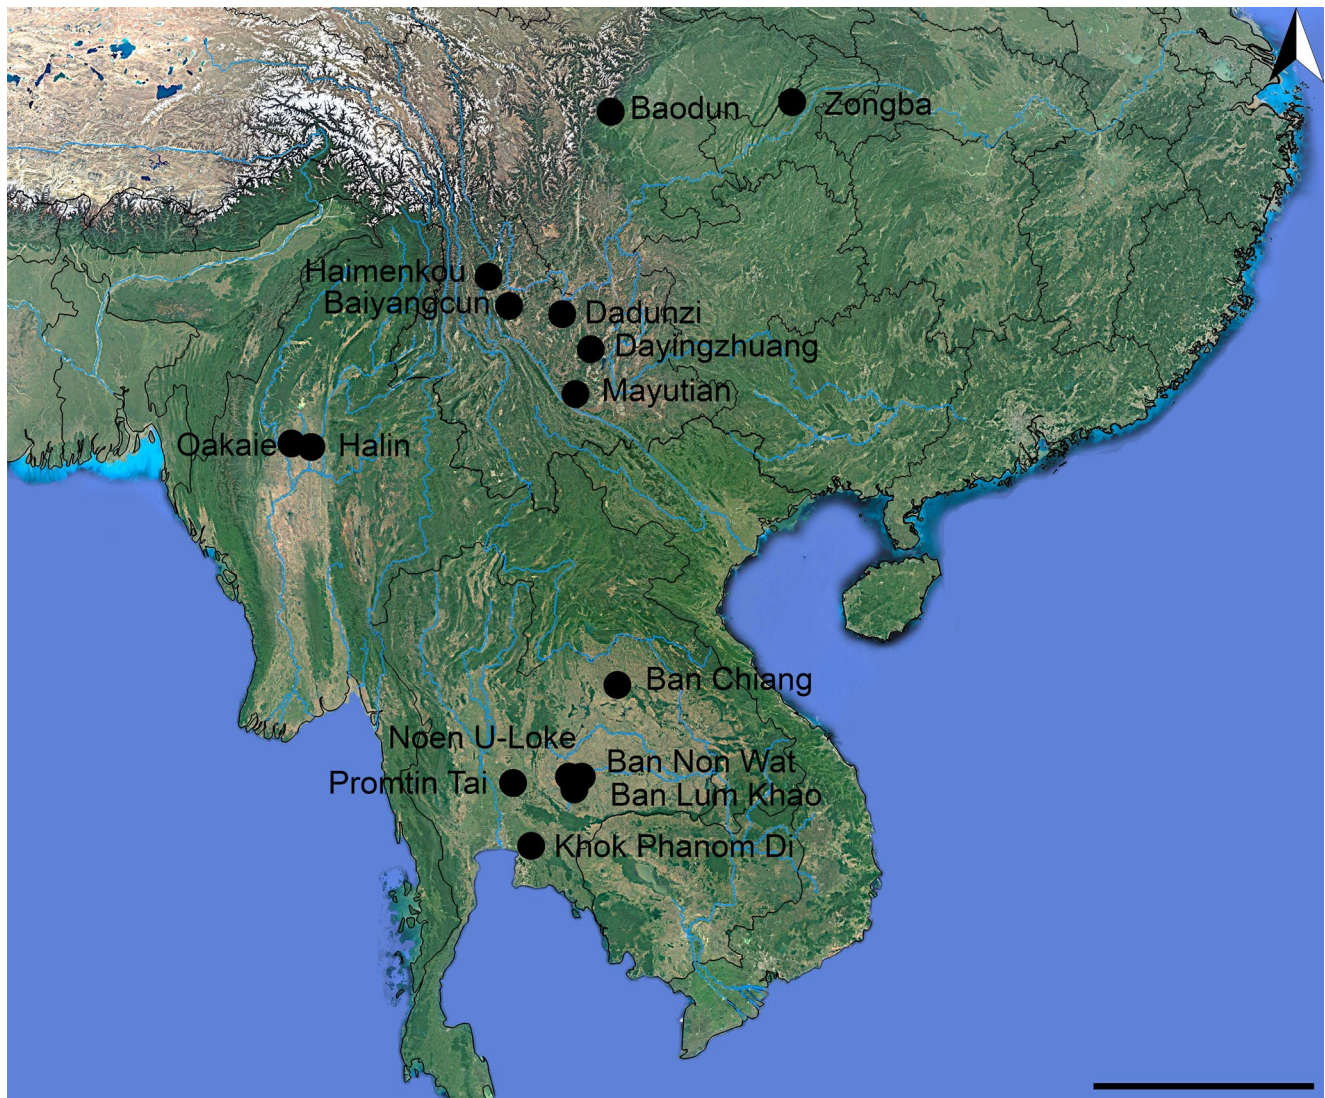 Baodun
Zongba
Haimenkou
Baiyangcun
Dadunzi
Dayingzhuang
Mayutian
Oakaie
Halin
Ban Chiang
Noen U-Loke
Ban Non Wat
Promtin Tai
Ban Lum Khao
Khok Phanom Di